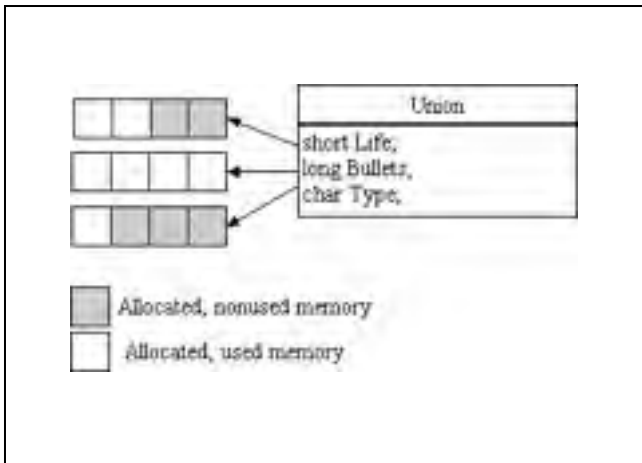 Union
short Life,
long Bullets,
char Type,
Allocated, nonused memory
Allocated, used memory